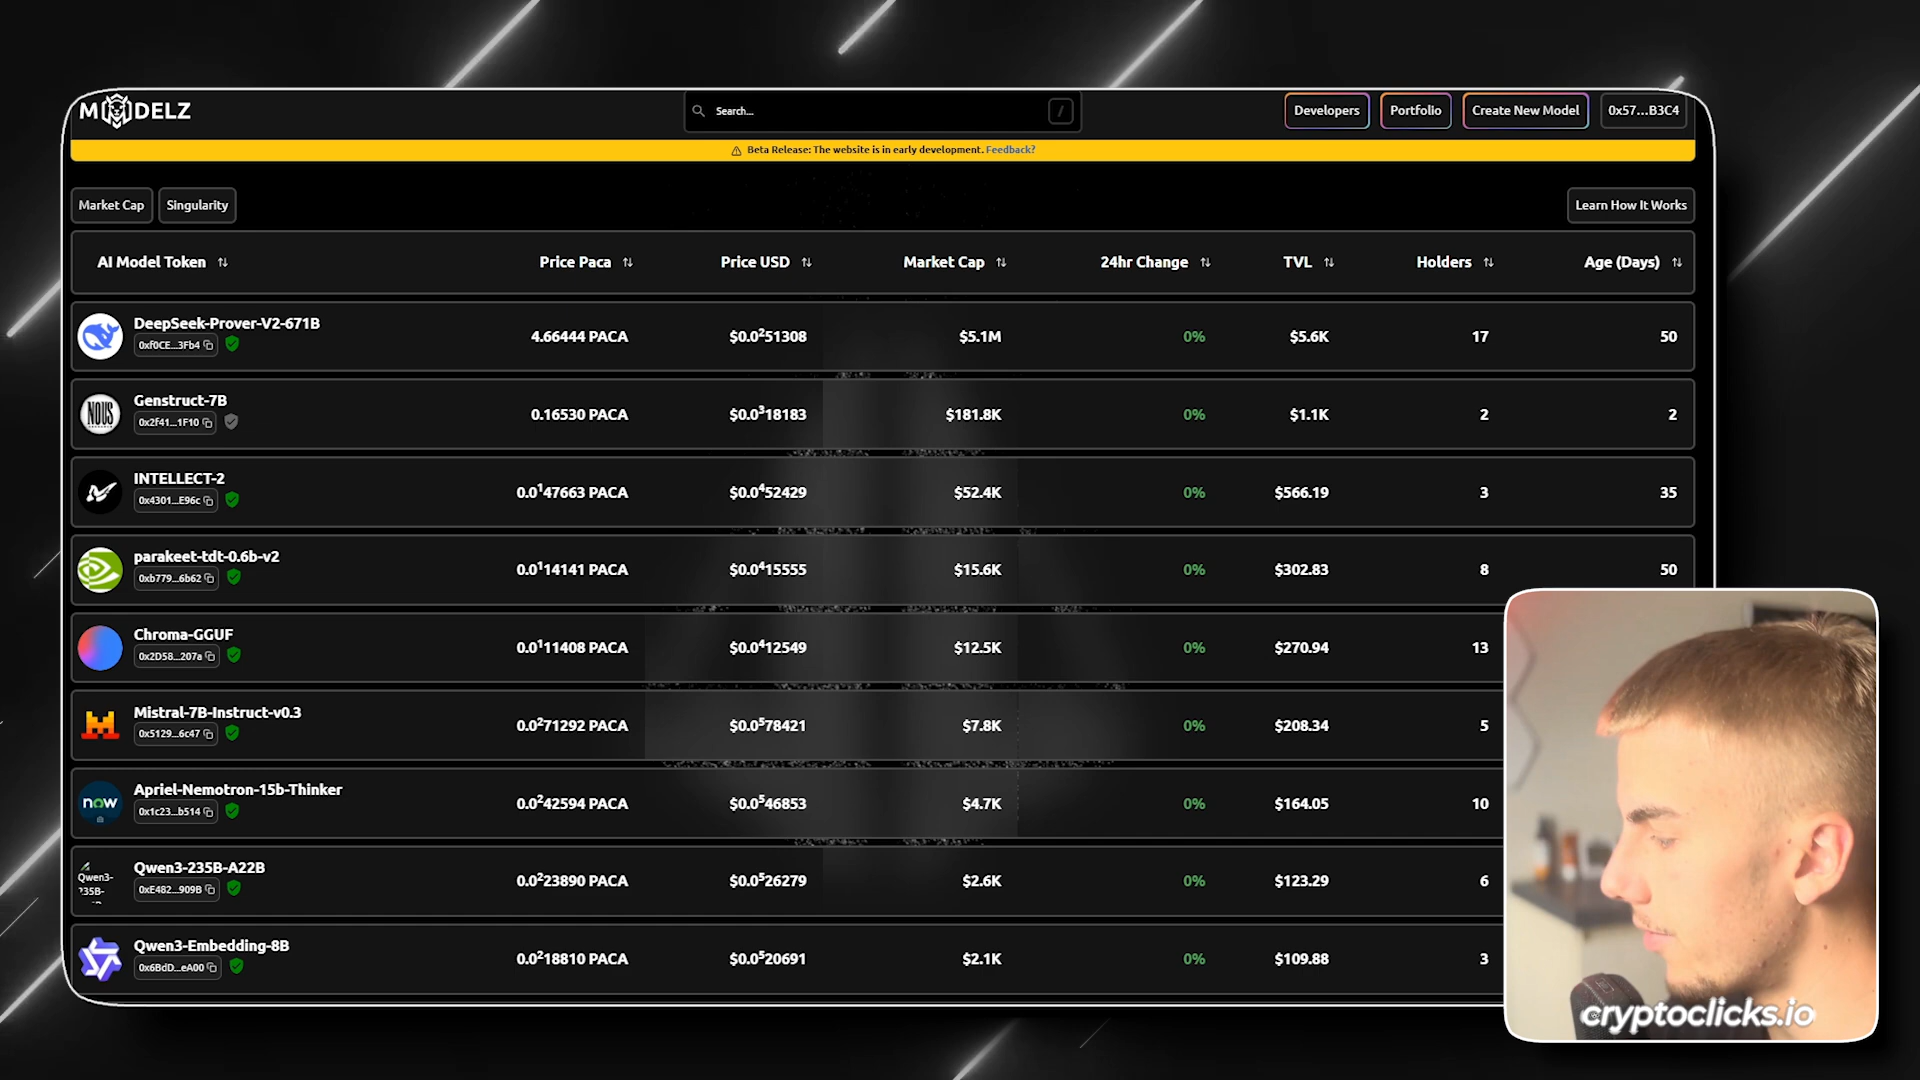 MODELZ
Search...
/
Developers
Portfolio
Create New Model
0x57...B3C4
Beta Release: The website is in early development. Feedback?
Market Cap
Singularity
Learn How It Works
AI Model Token Price Paca Price USD Market Cap 24hr Change TVL Holders Age (Days)
DeepSeek-Prover-V2-671B
0xf0CE...3Fb4
4.66444 PACA $0.0²51308 $5.1M 0% $5.6K 17 50
NOUS
Genstruct-7B
0x2f41...1F10
0.16530 PACA $0.0³18183 $181.8K 0% $1.1K 2 2
INTELLECT-2
0x4301...E96c
0.0¹47663 PACA $0.0⁴52429 $52.4K 0% $566.19 3 35
parakeet-tdt-0.6b-v2
0xb779...6b62
0.0¹14141 PACA $0.0⁴15555 $15.6K 0% $302.83 8 50
Chroma-GGUF
0x2D58...207a
0.0¹11408 PACA $0.0⁴12549 $12.5K 0% $270.94 13
Mistral-7B-Instruct-v0.3
0x5129...6c47
0.0²71292 PACA $0.0⁵78421 $7.8K 0% $208.34 5
now
Apriel-Nemotron-15b-Thinker
0x1c23...b514
0.0²42594 PACA $0.0⁵46853 $4.7K 0% $164.05 10
Qwen3-
235B-
Qwen3-235B-A22B
0xE482...909B
0.0²23890 PACA $0.0⁵26279 $2.6K 0% $123.29 6
Qwen3-Embedding-8B
0x6BdD...eA00
0.0²18810 PACA $0.0⁵20691 $2.1K 0% $109.88 3
cryptoclicks.io